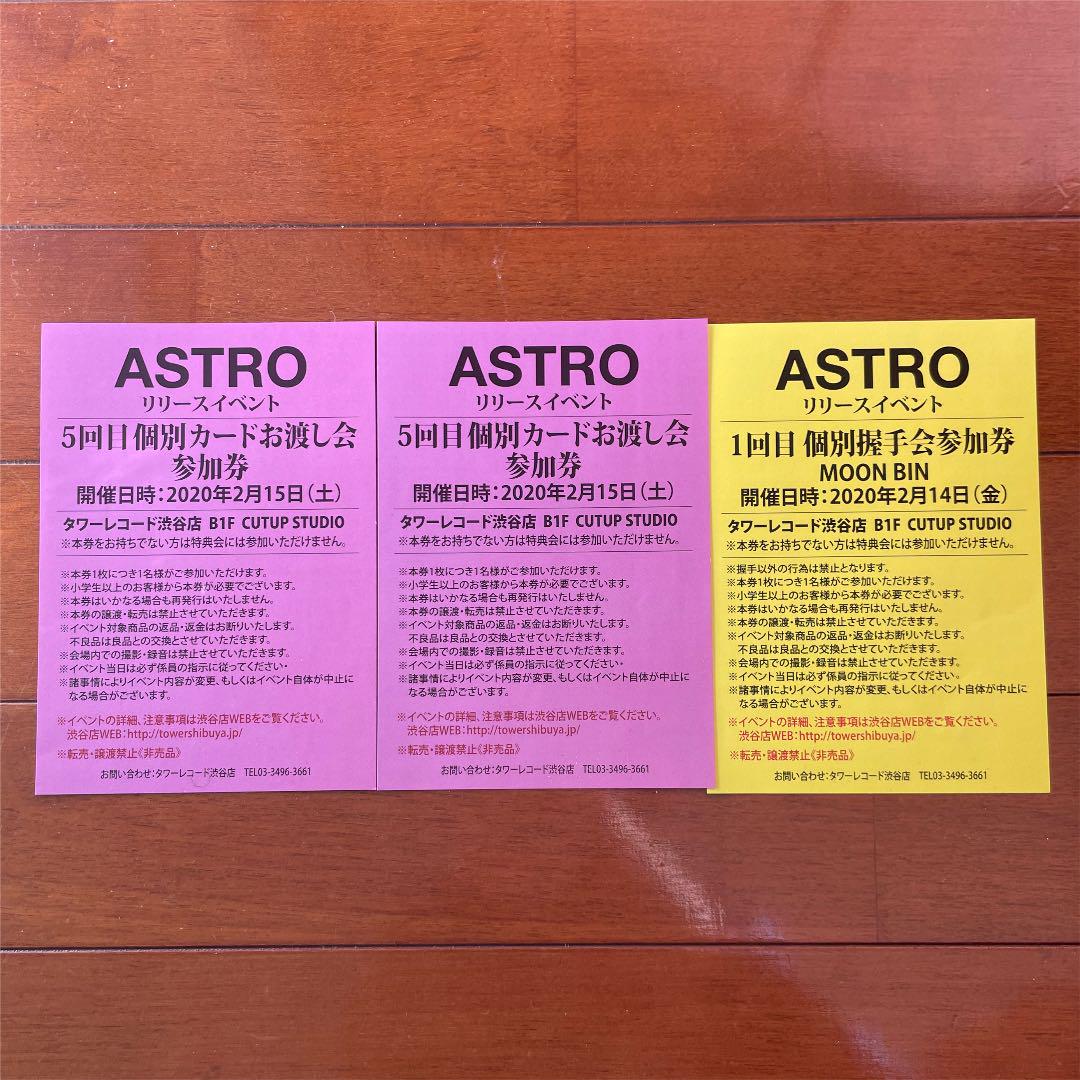 ASTRO
リリースイベント
5回目 個別カードお渡し会
参加券
開催日時：2020年2月15日（土）
タワーレコード渋谷店 B1F CUTUP STUDIO
※本券をお持ちでない方は特典会には参加いただけません。
※本券1枚につき1名様がご参加いただけます。
※小学生以上のお客様から本券が必要でございます。
※本券はいかなる場合も再発行はいたしません。
※本券の譲渡・転売は禁止させていただきます。
※イベント対象商品の返品・返金はお断りいたします。
不良品は良品との交換とさせていただきます。
※会場内での撮影・録音は禁止させていただきます。
※イベント当日は必ず係員の指示に従ってください・
※諸事情によりイベント内容が変更、もしくはイベント自体が中止に
なる場合がございます。
※イベントの詳細、注意事項は渋谷店WEBをご覧ください。
渋谷店WEB：http://towershibuya.jp/
※転売・譲渡禁止《非売品》
お問い合わせ：タワーレコード渋谷店 TEL03-3496-3661
ASTRO
リリースイベント
5回目 個別カードお渡し会
参加券
開催日時：2020年2月15日（土）
タワーレコード渋谷店 B1F CUTUP STUDIO
※本券をお持ちでない方は特典会には参加いただけません。
※本券1枚につき1名様がご参加いただけます。
※小学生以上のお客様から本券が必要でございます。
※本券はいかなる場合も再発行はいたしません。
※本券の譲渡・転売は禁止させていただきます。
※イベント対象商品の返品・返金はお断りいたします。
不良品は良品との交換とさせていただきます。
※会場内での撮影・録音は禁止させていただきます。
※イベント当日は必ず係員の指示に従ってください・
※諸事情によりイベント内容が変更、もしくはイベント自体が中止に
なる場合がございます。
※イベントの詳細、注意事項は渋谷店WEBをご覧ください。
渋谷店WEB：http://towershibuya.jp/
※転売・譲渡禁止《非売品》
お問い合わせ：タワーレコード渋谷店 TEL03-3496-3661
ASTRO
リリースイベント
1回目 個別握手会参加券
MOON BIN
開催日時：2020年2月14日（金）
タワーレコード渋谷店 B1F CUTUP STUDIO
※本券をお持ちでない方は特典会には参加いただけません。
※握手以外の行為は禁止となります。
※本券1枚につき1名様がご参加いただけます。
※小学生以上のお客様から本券が必要でございます。
※本券はいかなる場合も再発行はいたしません。
※本券の譲渡・転売は禁止させていただきます。
※イベント対象商品の返品・返金はお断りいたします。
不良品は良品との交換とさせていただきます。
※会場内での撮影・録音は禁止させていただきます。
※イベント当日は必ず係員の指示に従ってください・
※諸事情によりイベント内容が変更、もしくはイベント自体が中止に
なる場合がございます。
※イベントの詳細、注意事項は渋谷店WEBをご覧ください。
渋谷店WEB：http://towershibuya.jp/
※転売・譲渡禁止《非売品》
お問い合わせ：タワーレコード渋谷店 TEL03-3496-3661